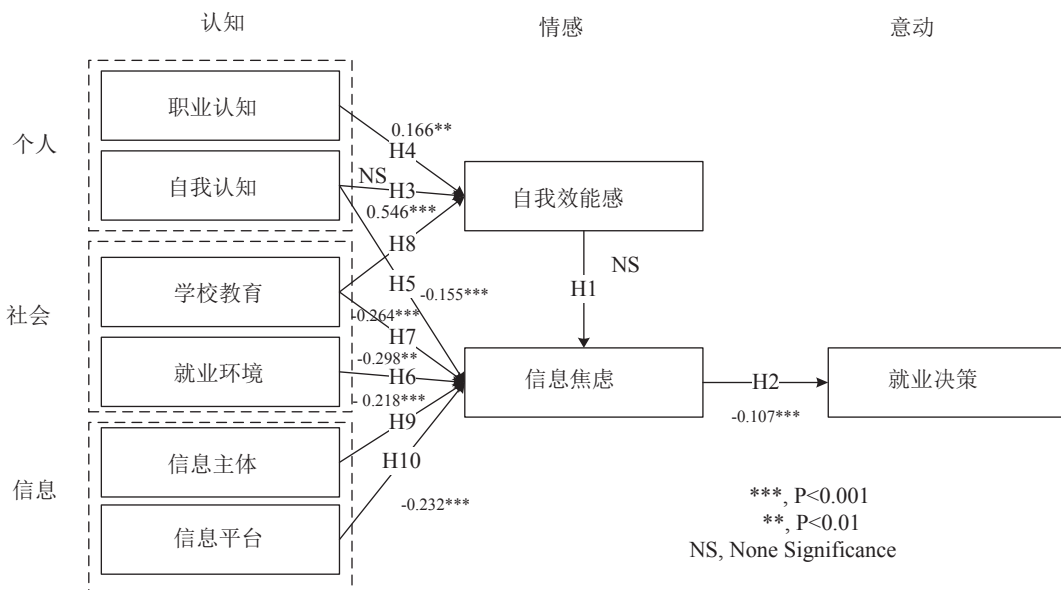 认知
情感
意动
个人
职业认知
自我认知
社会
学校教育
就业环境
信息
信息主体
信息平台
0.166**
H4
NS
H3
0.546***
H8
H5
-0.155***
-0.264***
H7
-0.298**
H6
- 0.218***
H9
H10
-0.232***
自我效能感
NS
H1
信息焦虑
H2
-0.107***
就业决策
***, P<0.001
**, P<0.01
NS, None Significance